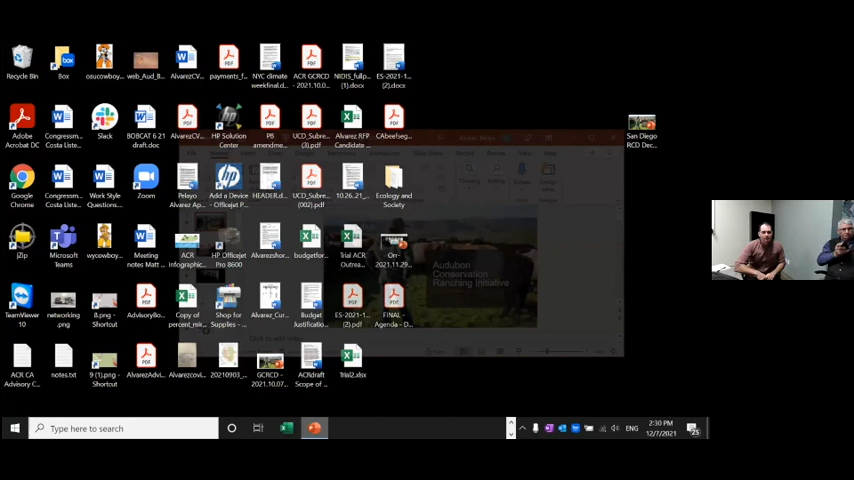 Recycle Bin
Box
osucowboy...
web_Aud_B...
AlvarezCV...
payments_f...
NYC climate
weekfinal.d...
ACR GCRCD
- 2021.10.0...
NIDIS_fullp...
(1).docx
ES-2021-1...
(2).docx
Adobe
Acrobat DC
Congressm...
Costa Liste...
Slack
BOBCAT 6 21
draft.doc
AlvarezCV...
HP Solution
Center
PB
amendme...
UCD_Subre...
(3).pdf
Alvarez RFP
Candidate ...
CAbeefseg...
San Diego
RCD Dec...
Google
Chrome
Congressm...
Costa Liste...
Work Style
Questions...
Zoom
Pelayo
Alvarez Ap...
Add a Device
- Officejet P...
HEADER.d...
UCD_Subre...
(002).pdf
10.26.21_...
Ecology and
Society
jZip
Microsoft
Teams
wycowboy...
Meeting
notes Matt ...
ACR
infographic...
HP Officejet
Pro 8600
Alvarezshor...
budgetfor...
Trial ACR
Outrea...
Orr-
2021.11.29...
Audubon
Conservation
Ranching Initiative
TeamViewer
10
networking
.png
8.png -
Shortcut
AdvisoryBo...
Copy of
percent_mi...
Shop for
Supplies - ...
Alvarez_Cur...
Budget
Justificatio...
ES-2021-1...
(2).pdf
FINAL -
Agenda - D...
ACR CA
Advisory C...
notes.txt
9 (1).png -
Shortcut
AlvarezAdvi...
Alvarezcovi...
20210903_...
GCRCD -
2021.10.07...
ACRdraft
Scope of ...
Trial2.xlsx
Type here to search
ENG
2:30 PM
12/7/2021
25